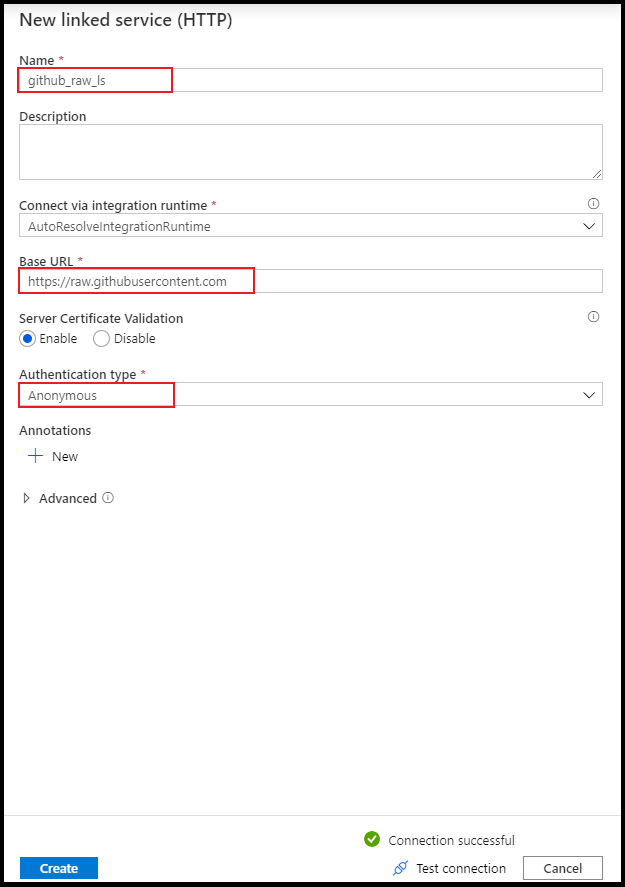 New linked service (HTTP)
Name *
github_raw_ls
Description
Connect via integration runtime *
AutoResolveIntegrationRuntime
Base URL *
https://raw.githubusercontent.com
Server Certificate Validation
Enable Disable
Authentication type *
Anonymous
Annotations
New
Advanced
Connection successful
Create Test connection Cancel